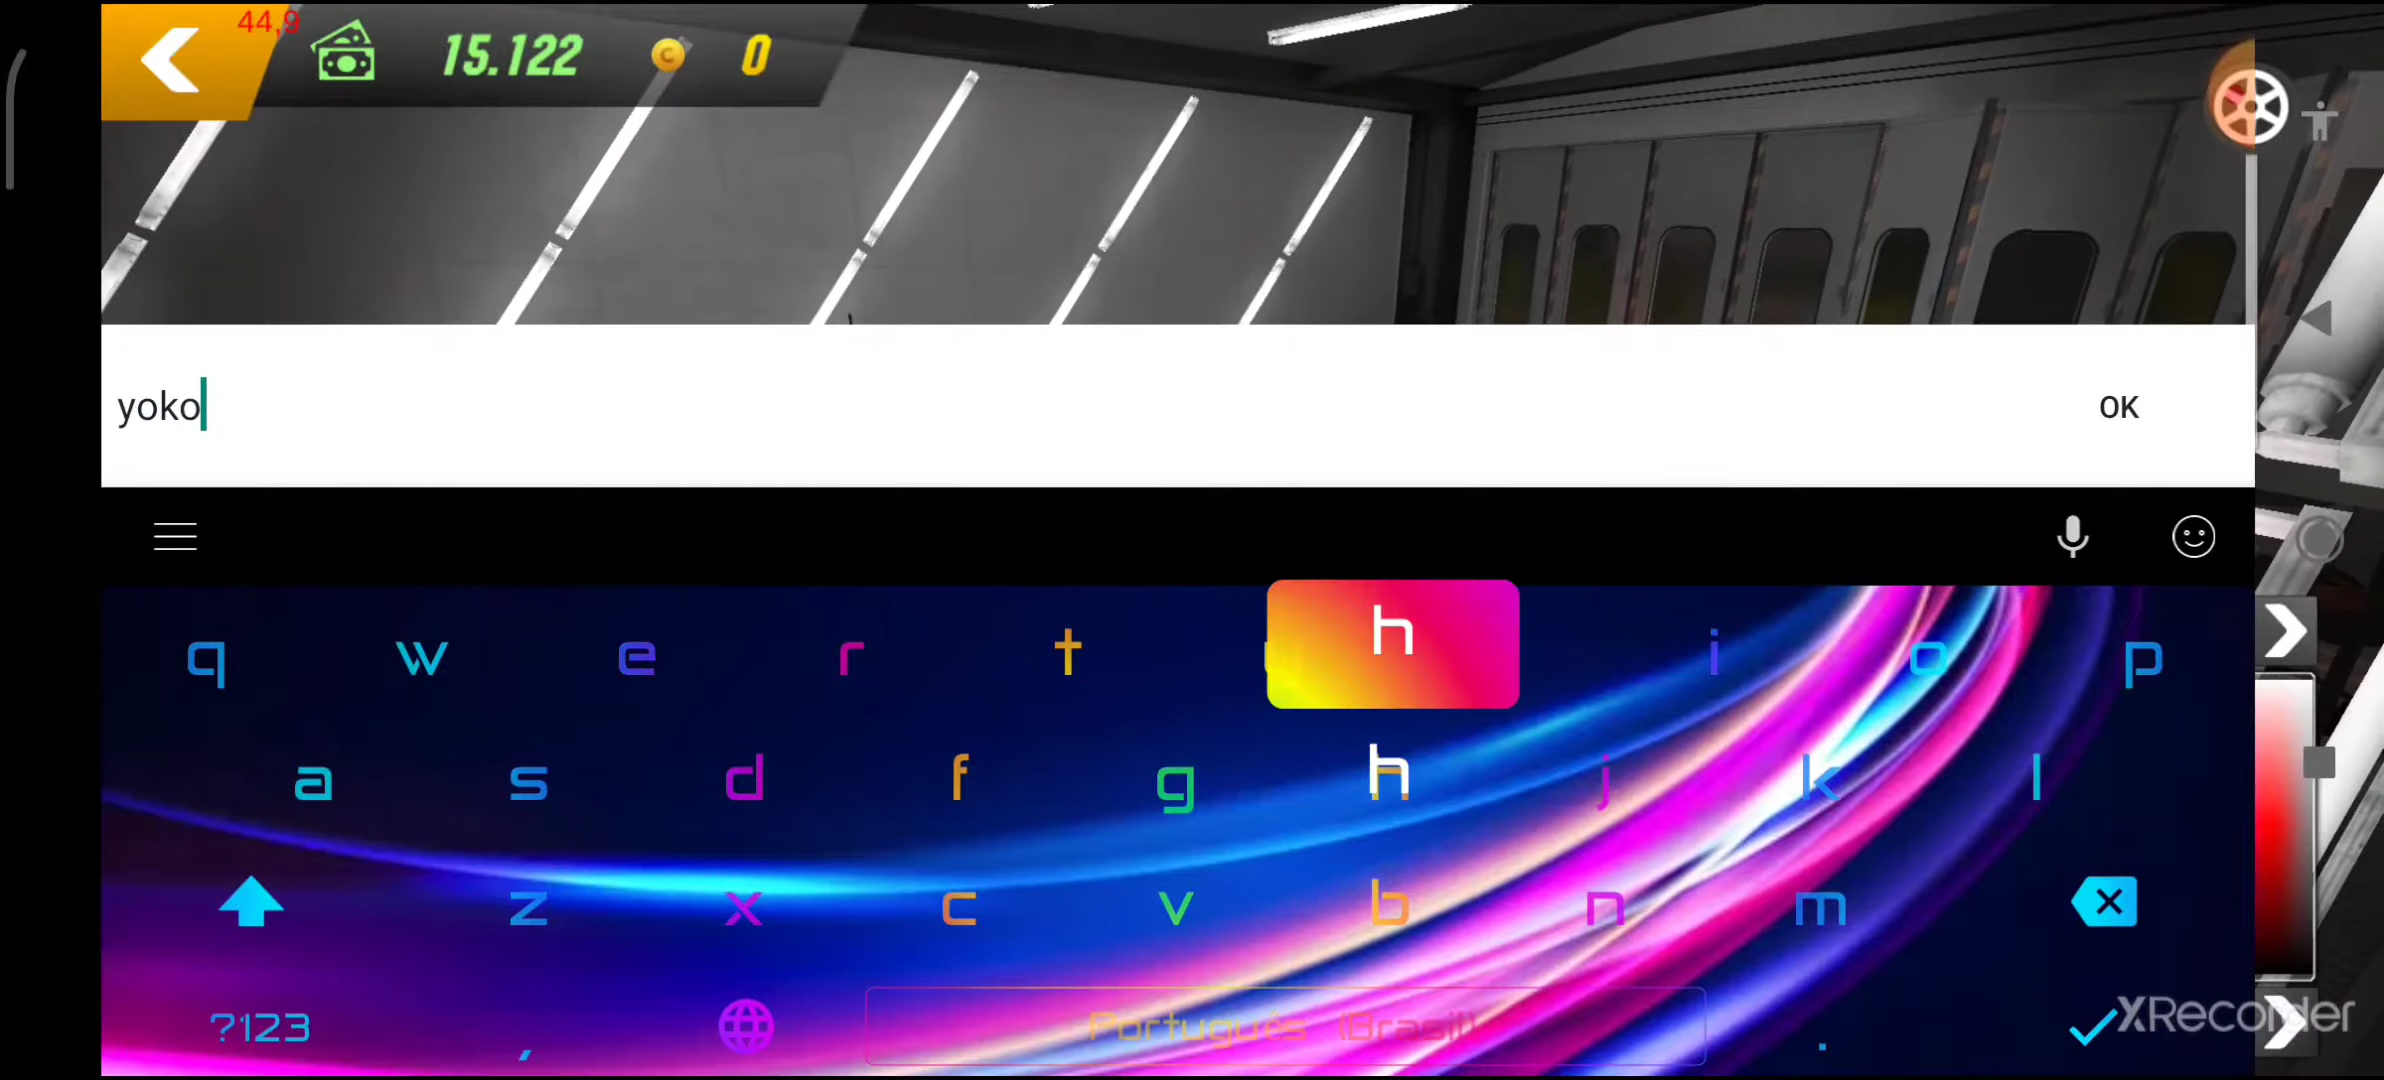 44,9
15.122 C 0
yoko
OK
h
q w e r t i o p
a s d f g h j k l
z x c v b n m
?123 , Português (Brasil) .
XRecorder